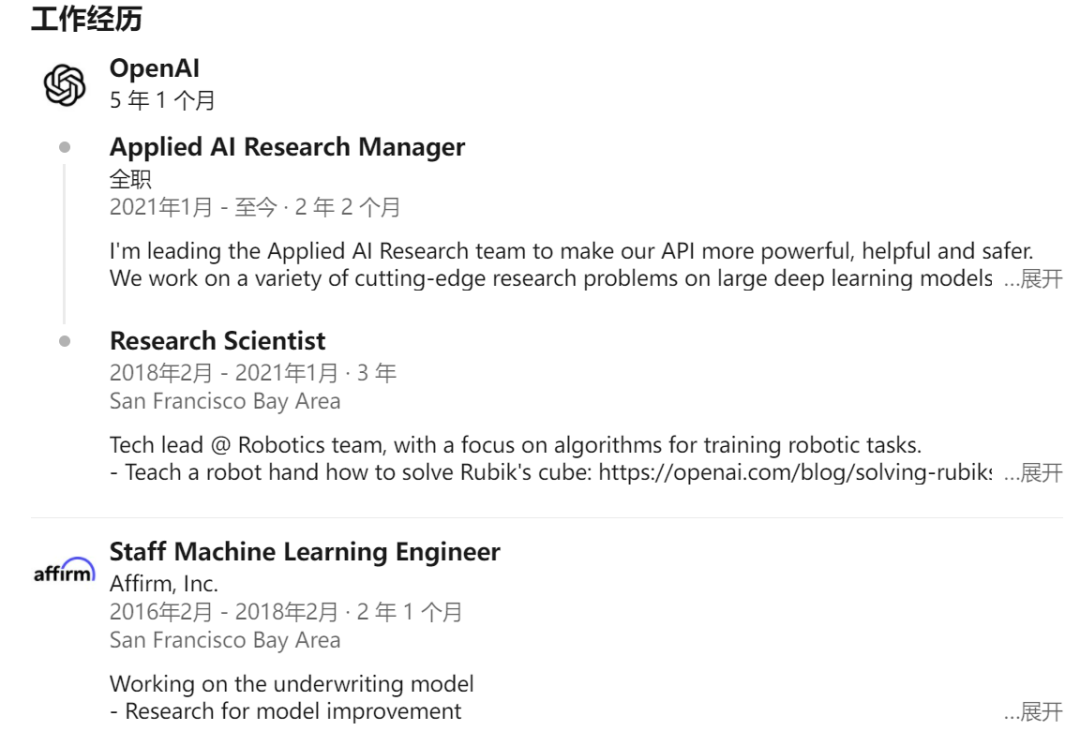 工作经历
OpenAI
5 年 1 个月
Applied AI Research Manager
全职
2021年1月 - 至今 · 2 年 2 个月
I'm leading the Applied AI Research team to make our API more powerful, helpful and safer.
We work on a variety of cutting-edge research problems on large deep learning models ...展开
Research Scientist
2018年2月 - 2021年1月 · 3 年
San Francisco Bay Area
Tech lead @ Robotics team, with a focus on algorithms for training robotic tasks.
- Teach a robot hand how to solve Rubik's cube: https://openai.com/blog/solving-rubiks ...展开
affirm
Staff Machine Learning Engineer
Affirm, Inc.
2016年2月 - 2018年2月 · 2 年 1 个月
San Francisco Bay Area
Working on the underwriting model
- Research for model improvement ...展开